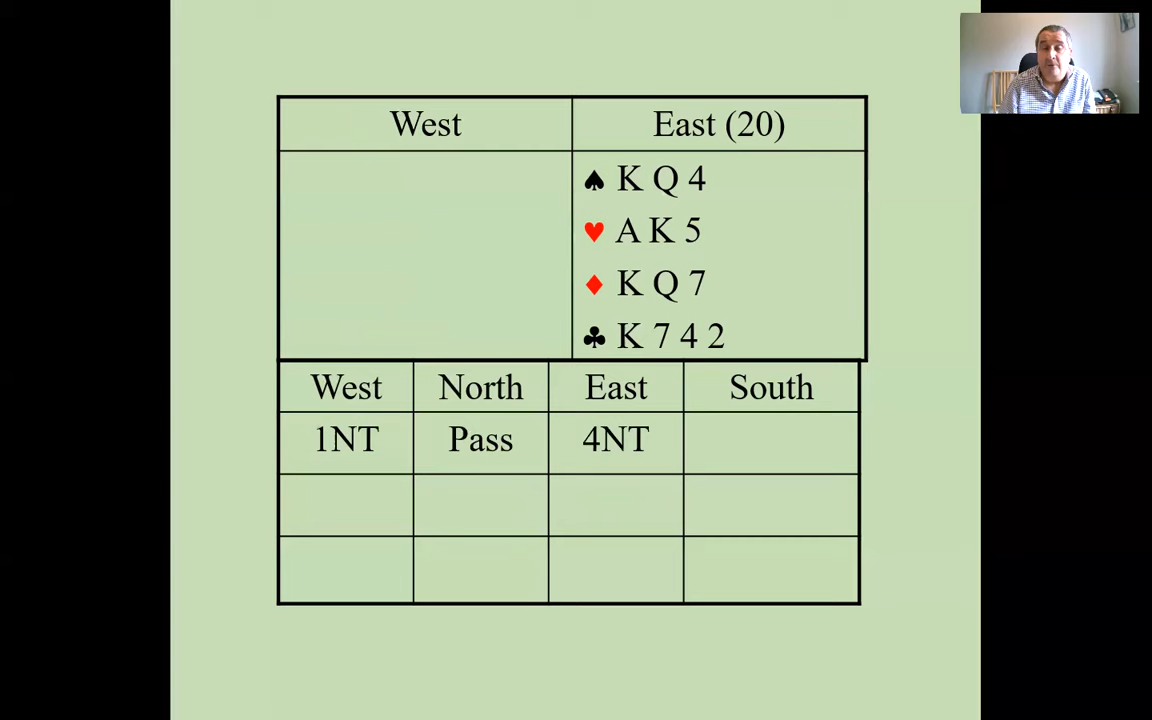 West East (20)
♠ K Q 4
♥ A K 5
♦ K Q 7
♣ K 7 4 2
West North East South
1NT Pass 4NT